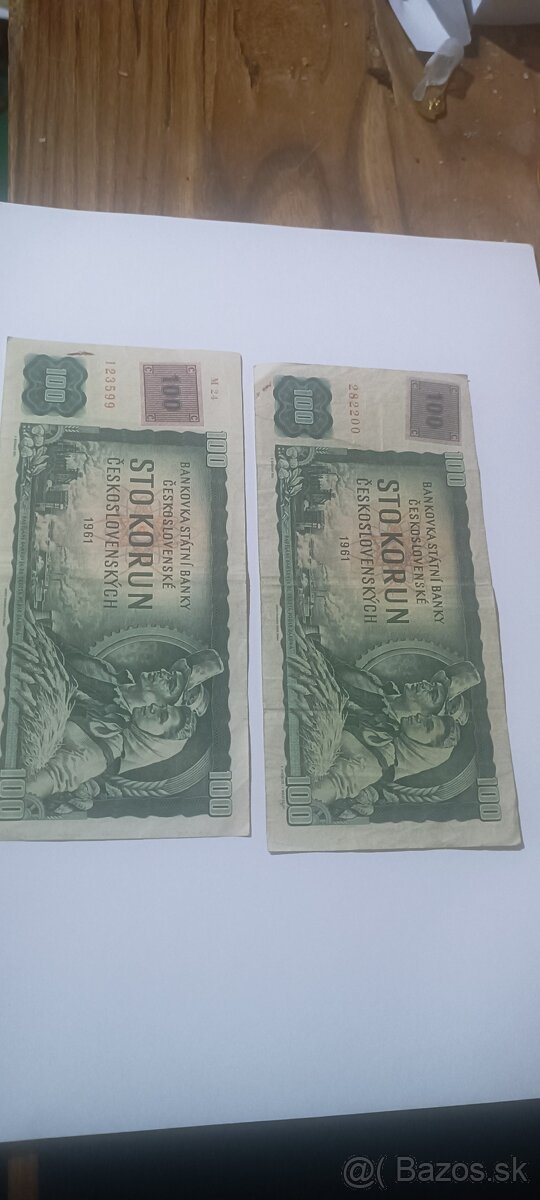 100
123599
M 24
100
100
BANKOVKA STÁTNÍ BANKY
ČESKOSLOVENSKÉ
STO KORUN
ČESKOSLOVENSKÝCH
1961
100
100
100
282200
100
100
BANKOVKA STÁTNÍ BANKY
ČESKOSLOVENSKÉ
STO KORUN
ČESKOSLOVENSKÝCH
1961
100
100
@( Bazos.sk